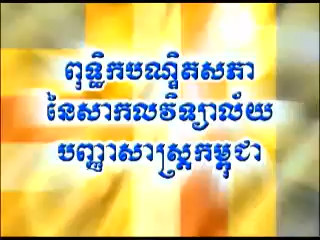 ពុទ្ធិកបណ្ឌិតសភា
នៃសាកលវិទ្យាល័យ
បញ្ញាសាស្ត្រកម្ពុជា